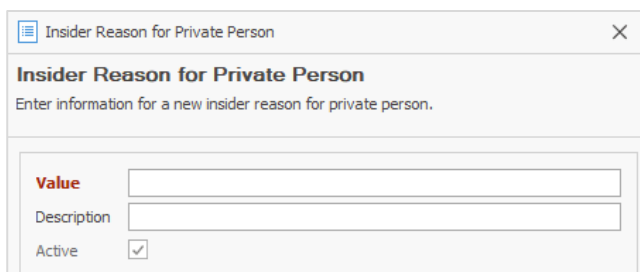 Insider Reason for Private Person
Insider Reason for Private Person
Enter information for a new insider reason for private person.
Value
Description
Active